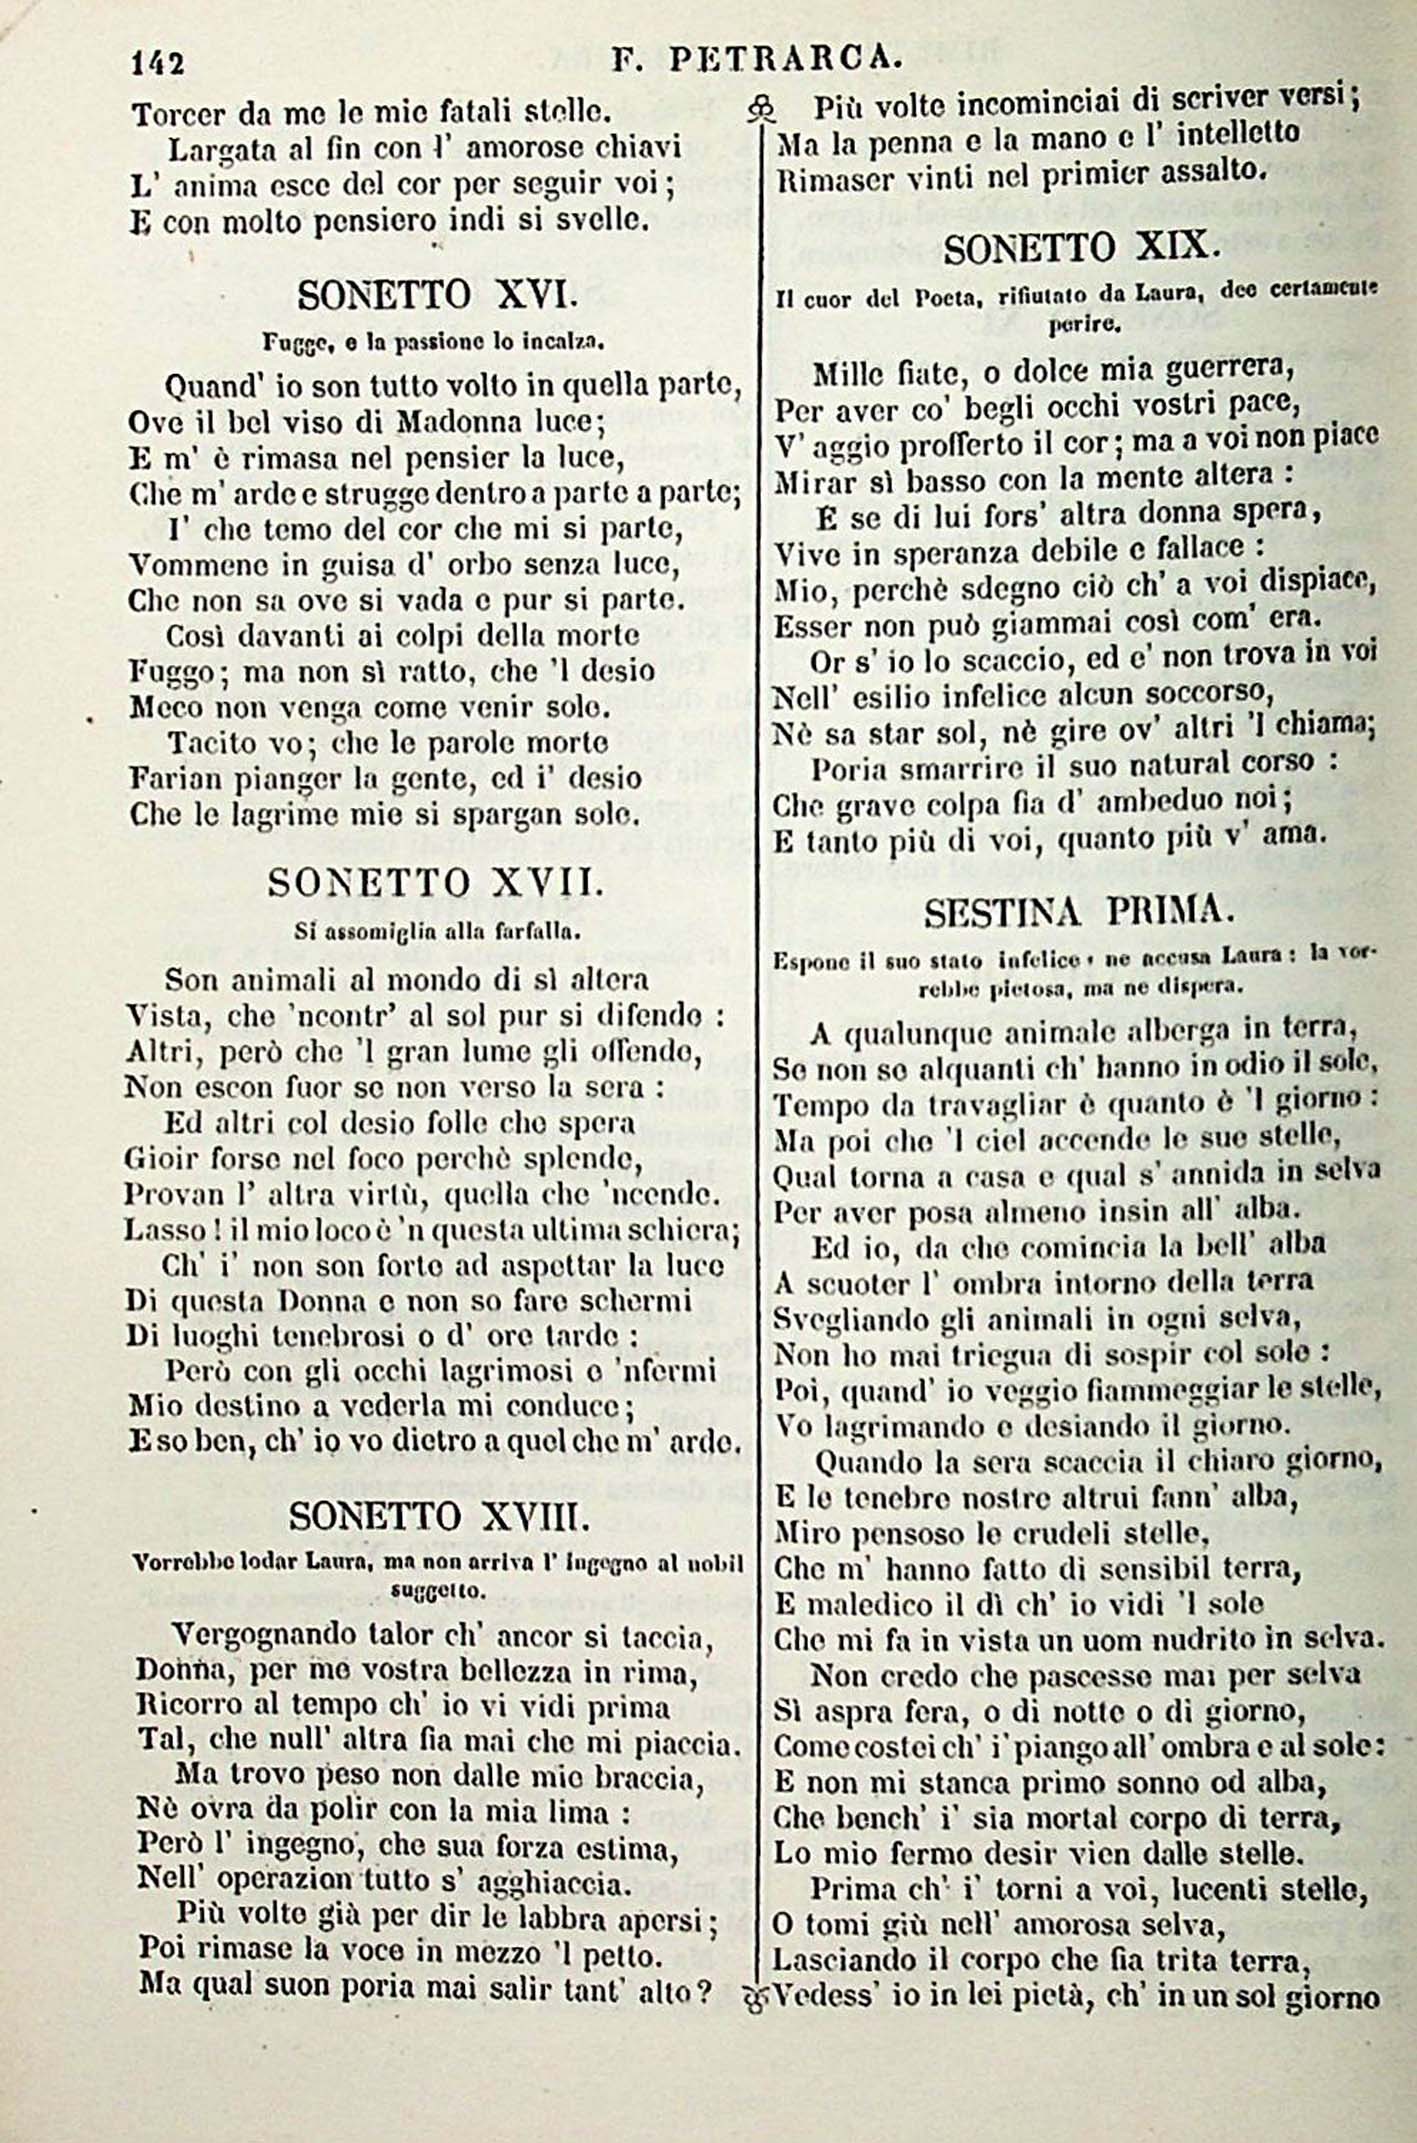 142
F. PETRARCA.
Torcer da me le mie fatali stelle.
Largata al fin con l' amorose chiavi
L' anima esce del cor per seguir voi;
E con molto pensiero indi si svelle.
SONETTO XVI.
Fugge, e la passione lo incalza.
Quand' io son tutto volto in quella parte,
Ove il bel viso di Madonna luce;
E m' è rimasa nel pensier la luce,
Che m' arde e strugge dentro a parte a parte;
I' che temo del cor che mi si parte,
Vommene in guisa d' orbo senza luce,
Che non sa ove si vada e pur si parte.
Così davanti ai colpi della morte
Fuggo; ma non sì ratto, che 'l desio
Meco non venga come venir sole.
Tacito vo; che le parole morte
Farian pianger la gente, ed i' desio
Che le lagrime mie si spargan sole.
SONETTO XVII.
Si assomiglia alla farfalla.
Son animali al mondo di sì altera
Vista, che 'ncontr' al sol pur si difende :
Altri, però che 'l gran lume gli offende,
Non escon fuor se non verso la sera :
Ed altri col desio folle che spera
Gioir forse nel foco perchè splende,
Provan l' altra virtù, quella che 'ncende.
Lasso ! il mio loco è 'n questa ultima schiera;
Ch' i' non son forte ad aspettar la luce
Di questa Donna e non so fare schermi
Di luoghi tenebrosi o d' ore tarde :
Però con gli occhi lagrimosi e 'nfermi
Mio destino a vederla mi conduce;
E so ben, ch' io vo dietro a quel che m' arde.
SONETTO XVIII.
Vorrebbe lodar Laura, ma non arriva l' ingegno al nobil
suggetto.
Vergognando talor ch' ancor si taccia,
Donna, per me vostra bellezza in rima,
Ricorro al tempo ch' io vi vidi prima
Tal, che null' altra fia mai che mi piaccia.
Ma trovo peso non dalle mie braccia,
Nè ovra da polir con la mia lima :
Però l' ingegno, che sua forza estima,
Nell' operazion tutto s' agghiaccia.
Più volte già per dir le labbra apersi;
Poi rimase la voce in mezzo 'l petto.
Ma qual suon poria mai salir tant' alto?
Più volte incominciai di scriver versi;
Ma la penna e la mano e l' intelletto
Rimaser vinti nel primier assalto.
SONETTO XIX.
Il cuor del Poeta, rifiutato da Laura, dee certamente
perire.
Mille fiate, o dolce mia guerrera,
Per aver co' begli occhi vostri pace,
V' aggio profferto il cor; ma a voi non piace
Mirar sì basso con la mente altera :
E se di lui fors' altra donna spera,
Vive in speranza debile e fallace :
Mio, perchè sdegno ciò ch' a voi dispiace,
Esser non può giammai così com' era.
Or s' io lo scaccio, ed e' non trova in voi
Nell' esilio infelice alcun soccorso,
Nè sa star sol, nè gire ov' altri 'l chiama;
Poria smarrire il suo natural corso :
Che grave colpa fia d' ambeduo noi;
E tanto più di voi, quanto più v' ama.
SESTINA PRIMA.
Espone il suo stato infelice: ne accusa Laura: la vor-
rebbe pietosa, ma ne dispera.
A qualunque animale alberga in terra,
Se non se alquanti ch' hanno in odio il sole,
Tempo da travagliar è quanto è 'l giorno :
Ma poi che 'l ciel accende le sue stelle,
Qual torna a casa e qual s' annida in selva
Per aver posa almeno insin all' alba.
Ed io, da che comincia la bell' alba
A scuoter l' ombra intorno della terra
Svegliando gli animali in ogni selva,
Non ho mai triegua di sospir col sole :
Poi, quand' io veggio fiammeggiar le stelle,
Vo lagrimando e desiando il giorno.
Quando la sera scaccia il chiaro giorno,
E le tenebre nostre altrui fann' alba,
Miro pensoso le crudeli stelle,
Che m' hanno fatto di sensibil terra,
E maledico il dì ch' io vidi 'l sole
Che mi fa in vista un uom nudrito in selva.
Non credo che pascesse mai per selva
Sì aspra fera, o di notte o di giorno,
Come costei ch' i' piango all' ombra e al sole:
E non mi stanca primo sonno od alba,
Che bench' i' sia mortal corpo di terra,
Lo mio fermo desir vien dalle stelle.
Prima ch' i' torni a voi, lucenti stelle,
O tomi giù nell' amorosa selva,
Lasciando il corpo che fia trita terra,
Vedess' io in lei pietà, ch' in un sol giorno